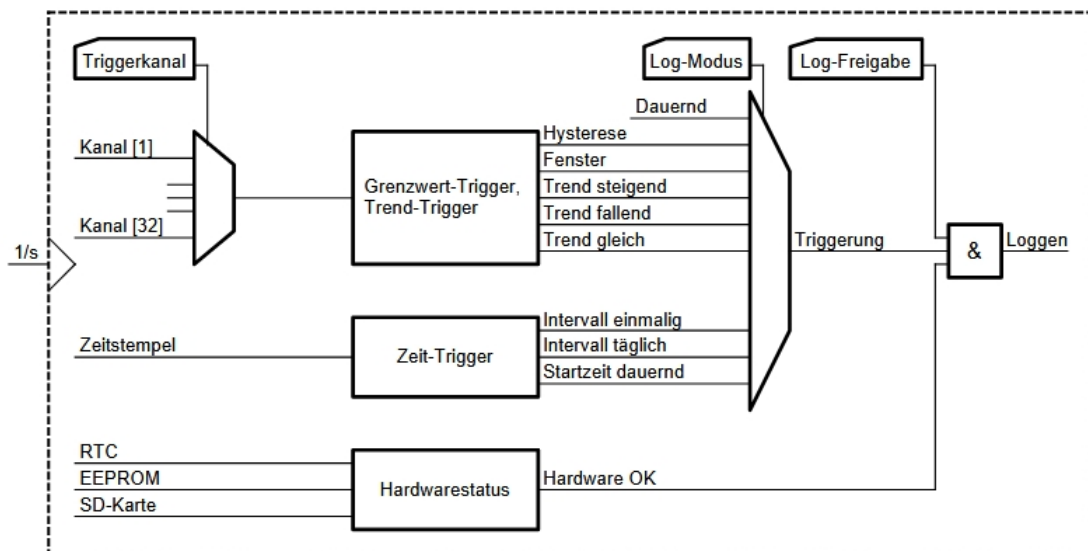 Triggerkanal
Log-Modus
Log-Freigabe
Dauernd
Kanal [1]
Hysterese
Fenster
Grenzwert-Trigger,
Trend-Trigger
Trend steigend
Trend fallend
Kanal [32]
Trend gleich
Triggerung
&
Loggen
1/s
Zeitstempel
Zeit-Trigger
Intervall einmalig
Intervall täglich
Startzeit dauernd
RTC
EEPROM
SD-Karte
Hardwarestatus
Hardware OK